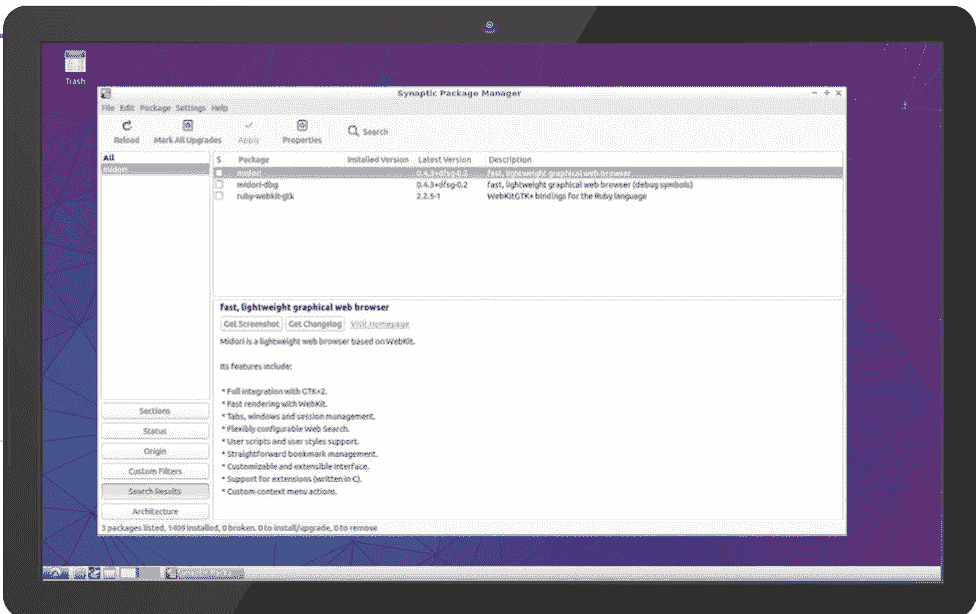 Trash
Synaptic Package Manager
File Edit Package Settings Help
Reload Mark All Upgrades Apply Properties Search
All
midori
S Package Installed Version Latest Version Description
midori 0.4.3+dfsg-0.2 fast, lightweight graphical web browser
midori-dbg 0.4.3+dfsg-0.2 fast, lightweight graphical web browser (debug symbols)
ruby-webkit-gtk 2.2.5-1 WebKitGTK+ bindings for the Ruby language
fast, lightweight graphical web browser
Get Screenshot Get Changelog Visit Homepage
Midori is a lightweight web browser based on WebKit.
Its features include:
* Full integration with GTK+2.
* Fast rendering with WebKit.
* Tabs, windows and session management.
* Flexibly configurable Web Search.
* User scripts and user styles support.
* Straightforward bookmark management.
* Customizable and extensible interface.
* Support for extensions (written in C).
* Custom context menu actions.
Sections
Status
Origin
Custom Filters
Search Results
Architecture
3 packages listed, 1409 installed, 0 broken. 0 to install/upgrade, 0 to remove